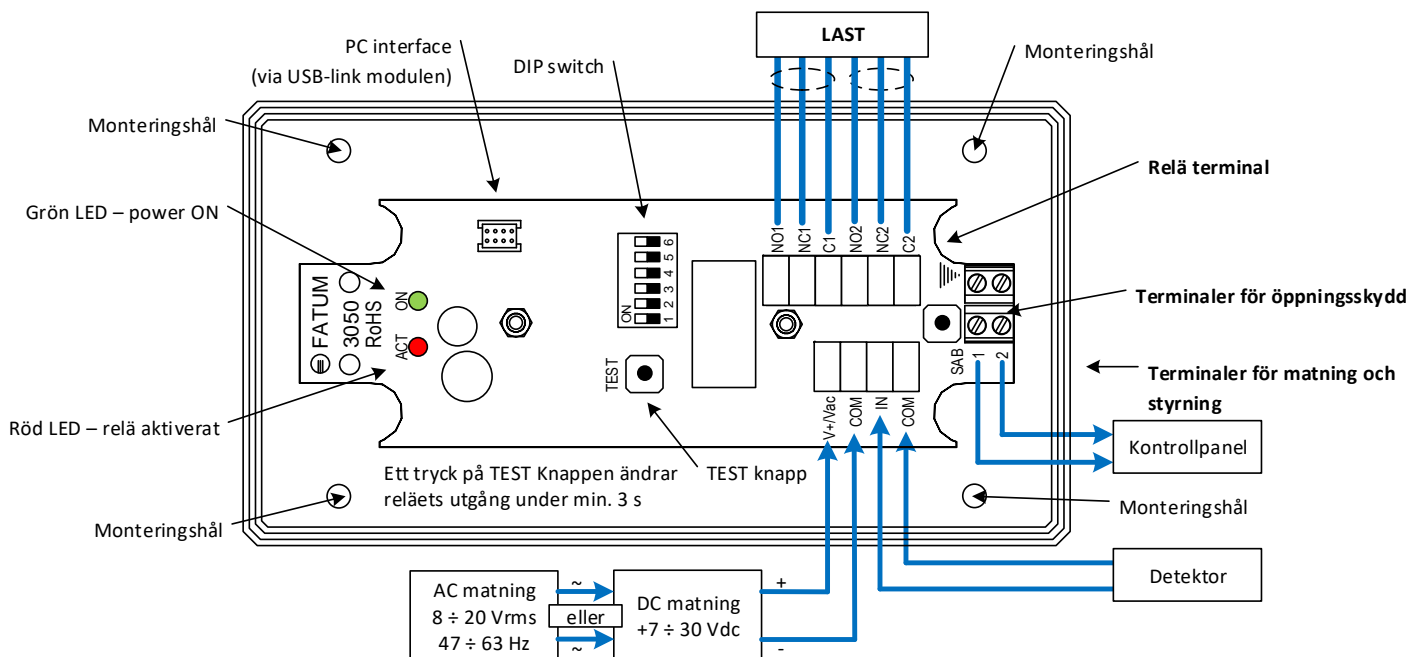 LAST
PC interface
(via USB-link modulen)
DIP switch
Monteringshål
Monteringshål
Relä terminal
Grön LED – power ON
NO1
NC1
C1
NO2
NC2
C2
ON
1
2
3
4
5
6
FATUM
3050
RoHS
ON
ACT
Terminaler för öppningsskydd
TEST
SAB
1
2
Terminaler för matning och
styrning
V+/Vac
COM
IN
COM
Röd LED – relä aktiverat
Kontrollpanel
Ett tryck på TEST Knappen ändrar
reläets utgång under min. 3 s
TEST knapp
Monteringshål
Monteringshål
Detektor
AC matning
8 ÷ 20 Vrms
47 ÷ 63 Hz
~
eller
~
DC matning
+7 ÷ 30 Vdc
+
-